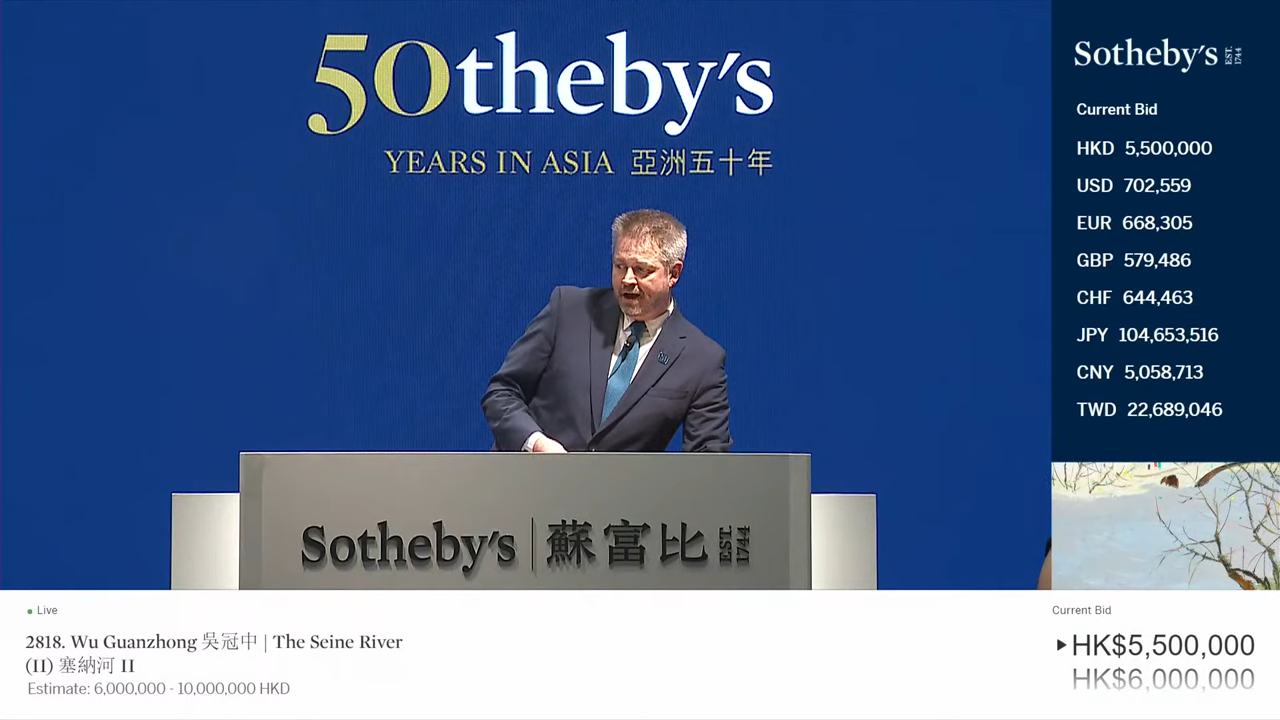 50theby's
YEARS IN ASIA 亞洲五十年
Sotheby's EST. 1744
Current Bid
HKD 5,500,000
USD 702,559
EUR 668,305
GBP 579,486
CHF 644,463
JPY 104,653,516
CNY 5,058,713
TWD 22,689,046
Sotheby's | 蘇富比 EST. 1744
Live
2818. Wu Guanzhong 吳冠中 | The Seine River
(II) 塞納河 II
Estimate: 6,000,000 - 10,000,000 HKD
Current Bid
HK$5,500,000
HK$6,000,000